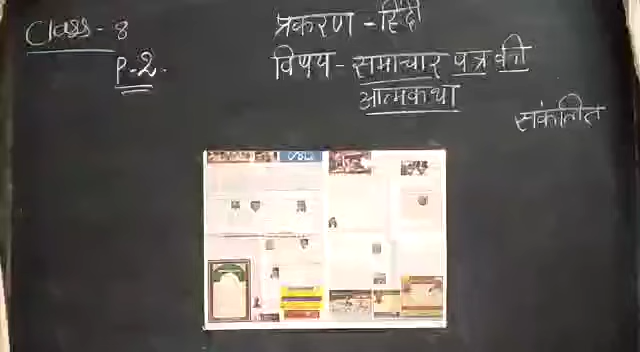 Class - 8
P-2.
प्रकरण - हिंदी
विषय - समाचार पत्र की
आत्मकथा
संकलित